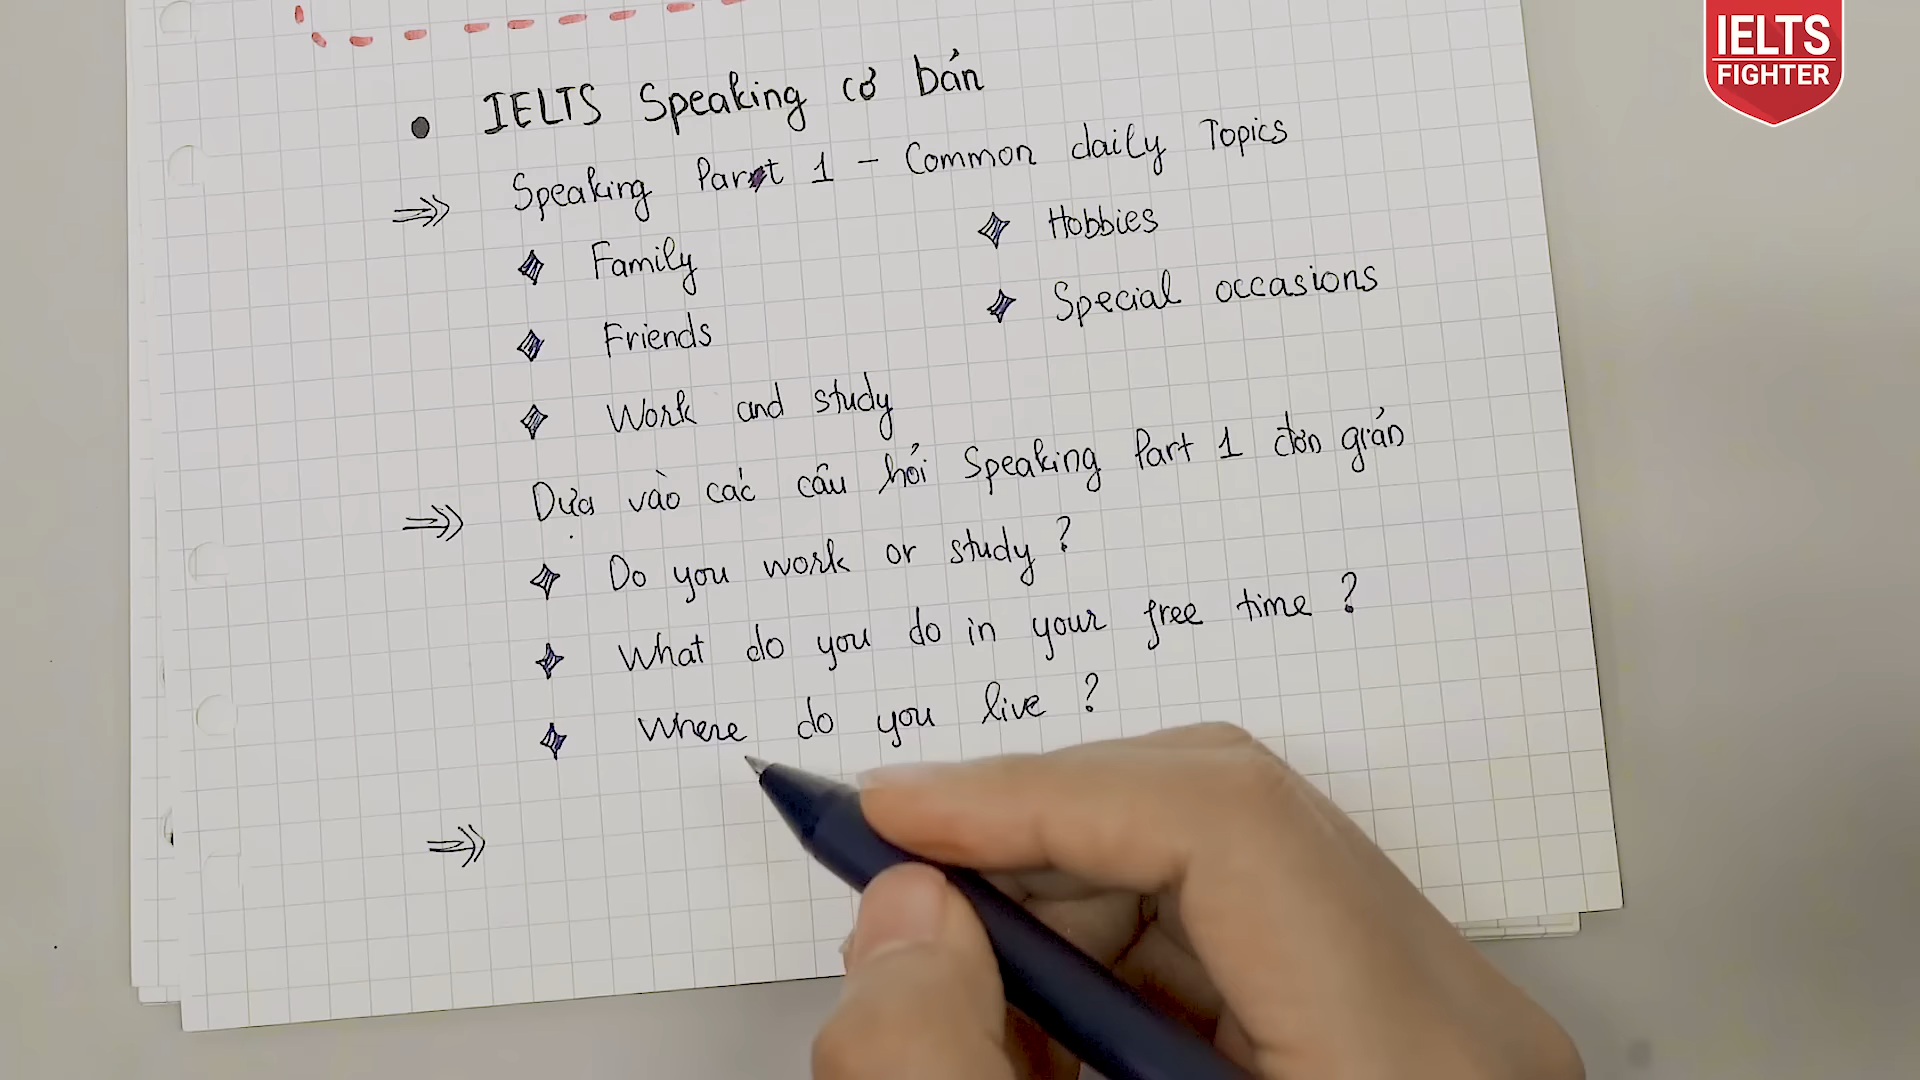 IELTS
FIGHTER
IELTS Speaking cơ bản
Speaking Part 1 - Common daily Topics
Family
Hobbies
Friends
Special occasions
Work and study
Dựa vào các câu hỏi Speaking Part 1 đơn giản
Do you work or study ?
What do you do in your free time ?
Where do you live ?